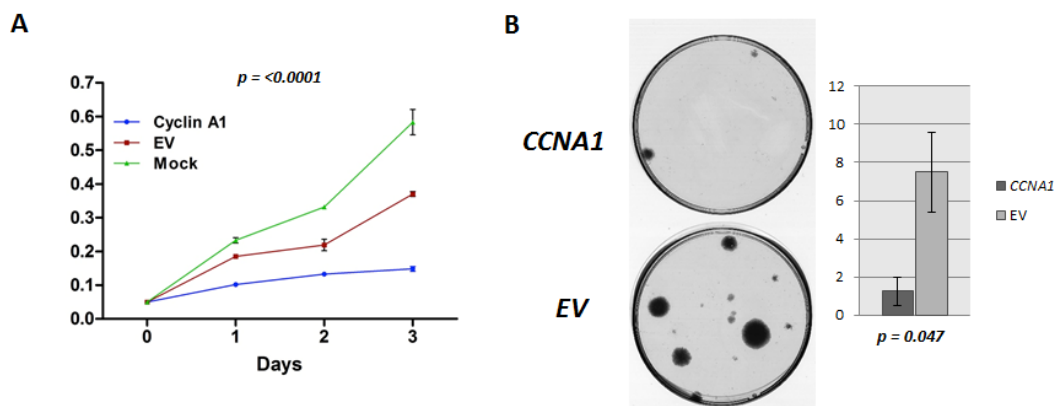 A
p = <0.0001
0.7
0.6
0.5
0.4
0.3
0.2
0.1
0.0
Cyclin A1
EV
Mock
0 1 2 3
Days
B
CCNA1
EV
12
10
8
6
4
2
0
CCNA1
EV
p = 0.047